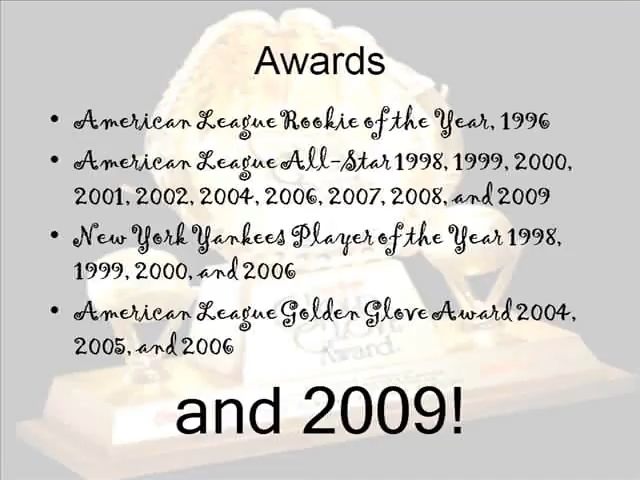 Awards
• American League Rookie of the Year, 1996
• American League All-Star 1998, 1999, 2000,
2001, 2002, 2004, 2006, 2007, 2008, and 2009
• New York Yankees Player of the Year 1998,
1999, 2000, and 2006
• American League Golden Glove Award 2004,
2005, and 2006
and 2009!
Award